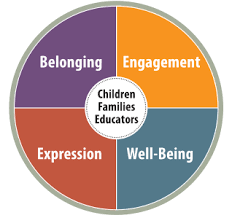 Belonging
Engagement
Children
Families
Educators
Expression
Well-Being